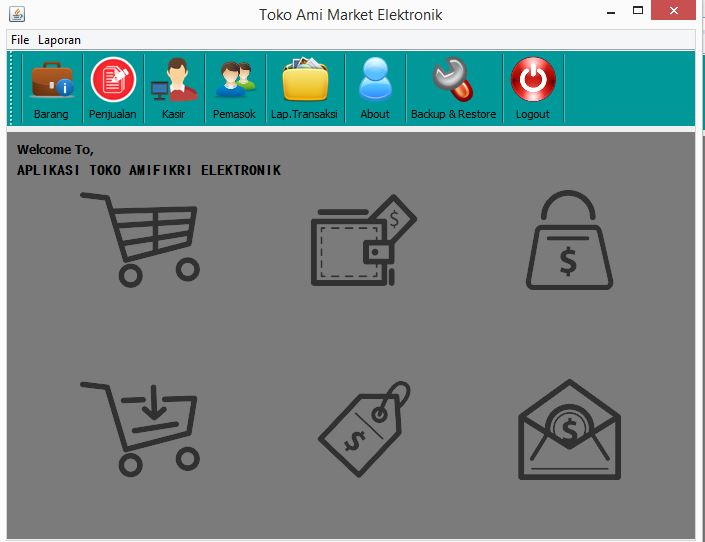 Toko Ami Market Elektronik
File Laporan
Barang Penjualan Kasir Pemasok Lap.Transaksi About Backup & Restore Logout
Welcome To,
APLIKASI TOKO AMIFIKRI ELEKTRONIK
$ $
$ $